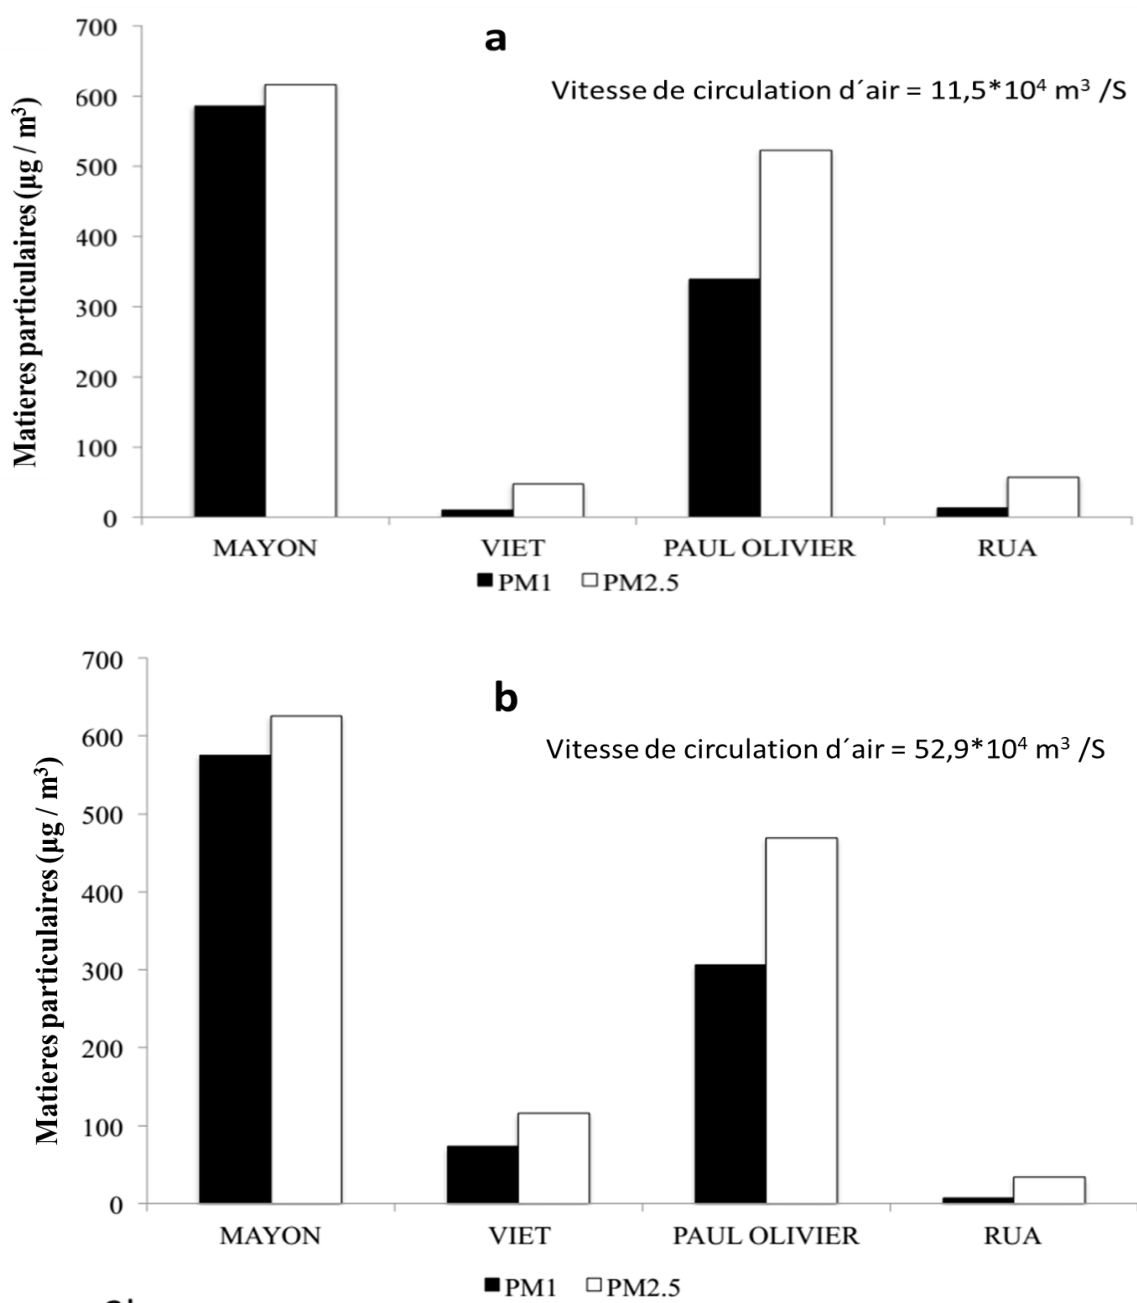 a
Vitesse de circulation d´air = 11,5*10⁴ m³ /S
Matieres particulaires (µg / m³)
700
600
500
400
300
200
100
0
MAYON VIET PAUL OLIVIER RUA
PM1 PM2.5
b
Vitesse de circulation d´air = 52,9*10⁴ m³ /S
Matieres particulaires (µg / m³)
700
600
500
400
300
200
100
0
MAYON VIET PAUL OLIVIER RUA
PM1 PM2.5